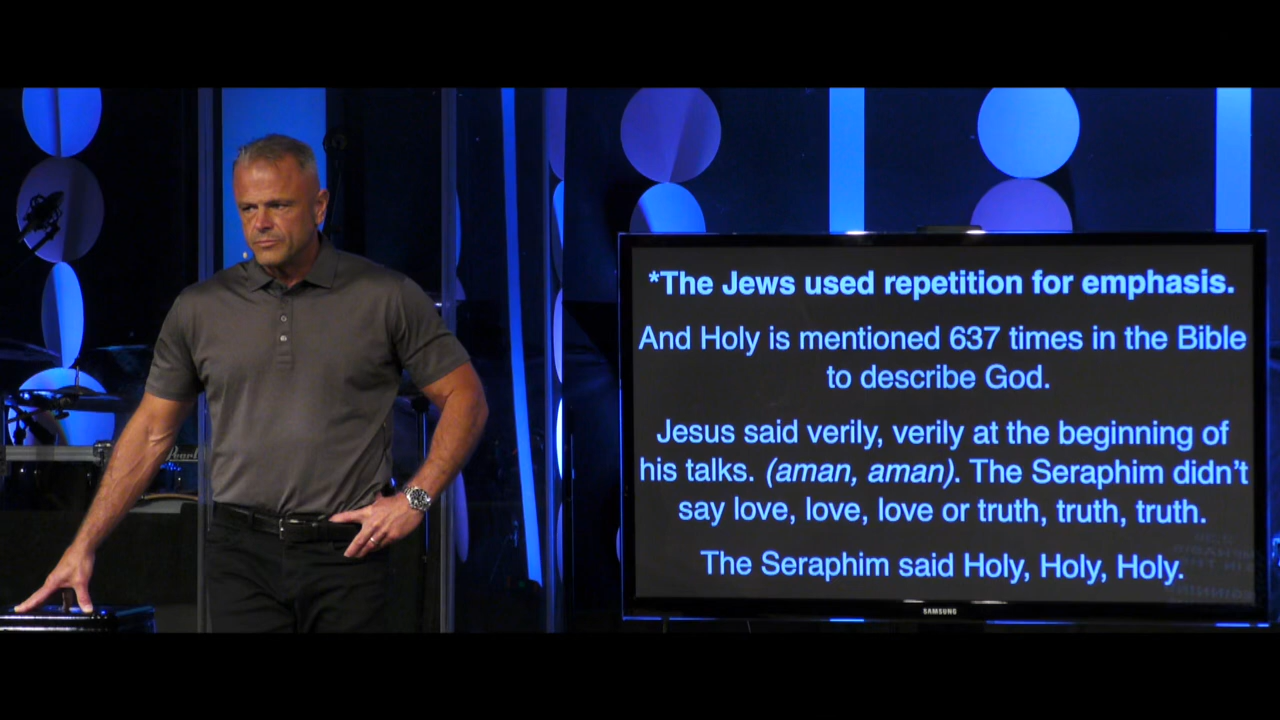 *The Jews used repetition for emphasis.
And Holy is mentioned 637 times in the Bible
to describe God.
Jesus said verily, verily at the beginning of
his talks. (aman, aman). The Seraphim didn't
say love, love, love or truth, truth, truth.
The Seraphim said Holy, Holy, Holy.
SAMSUNG
Pearl